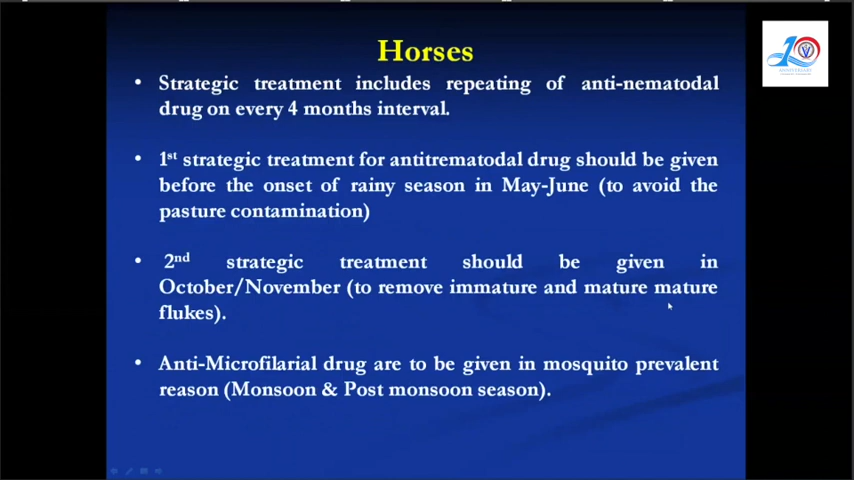 Horses
• Strategic treatment includes repeating of anti-nematodal
drug on every 4 months interval.
• 1st strategic treatment for antitrematodal drug should be given
before the onset of rainy season in May-June (to avoid the
pasture contamination)
• 2nd strategic treatment should be given in
October/November (to remove immature and mature mature
flukes).
• Anti-Microfilarial drug are to be given in mosquito prevalent
reason (Monsoon & Post monsoon season).
10
ANNIVERSARY